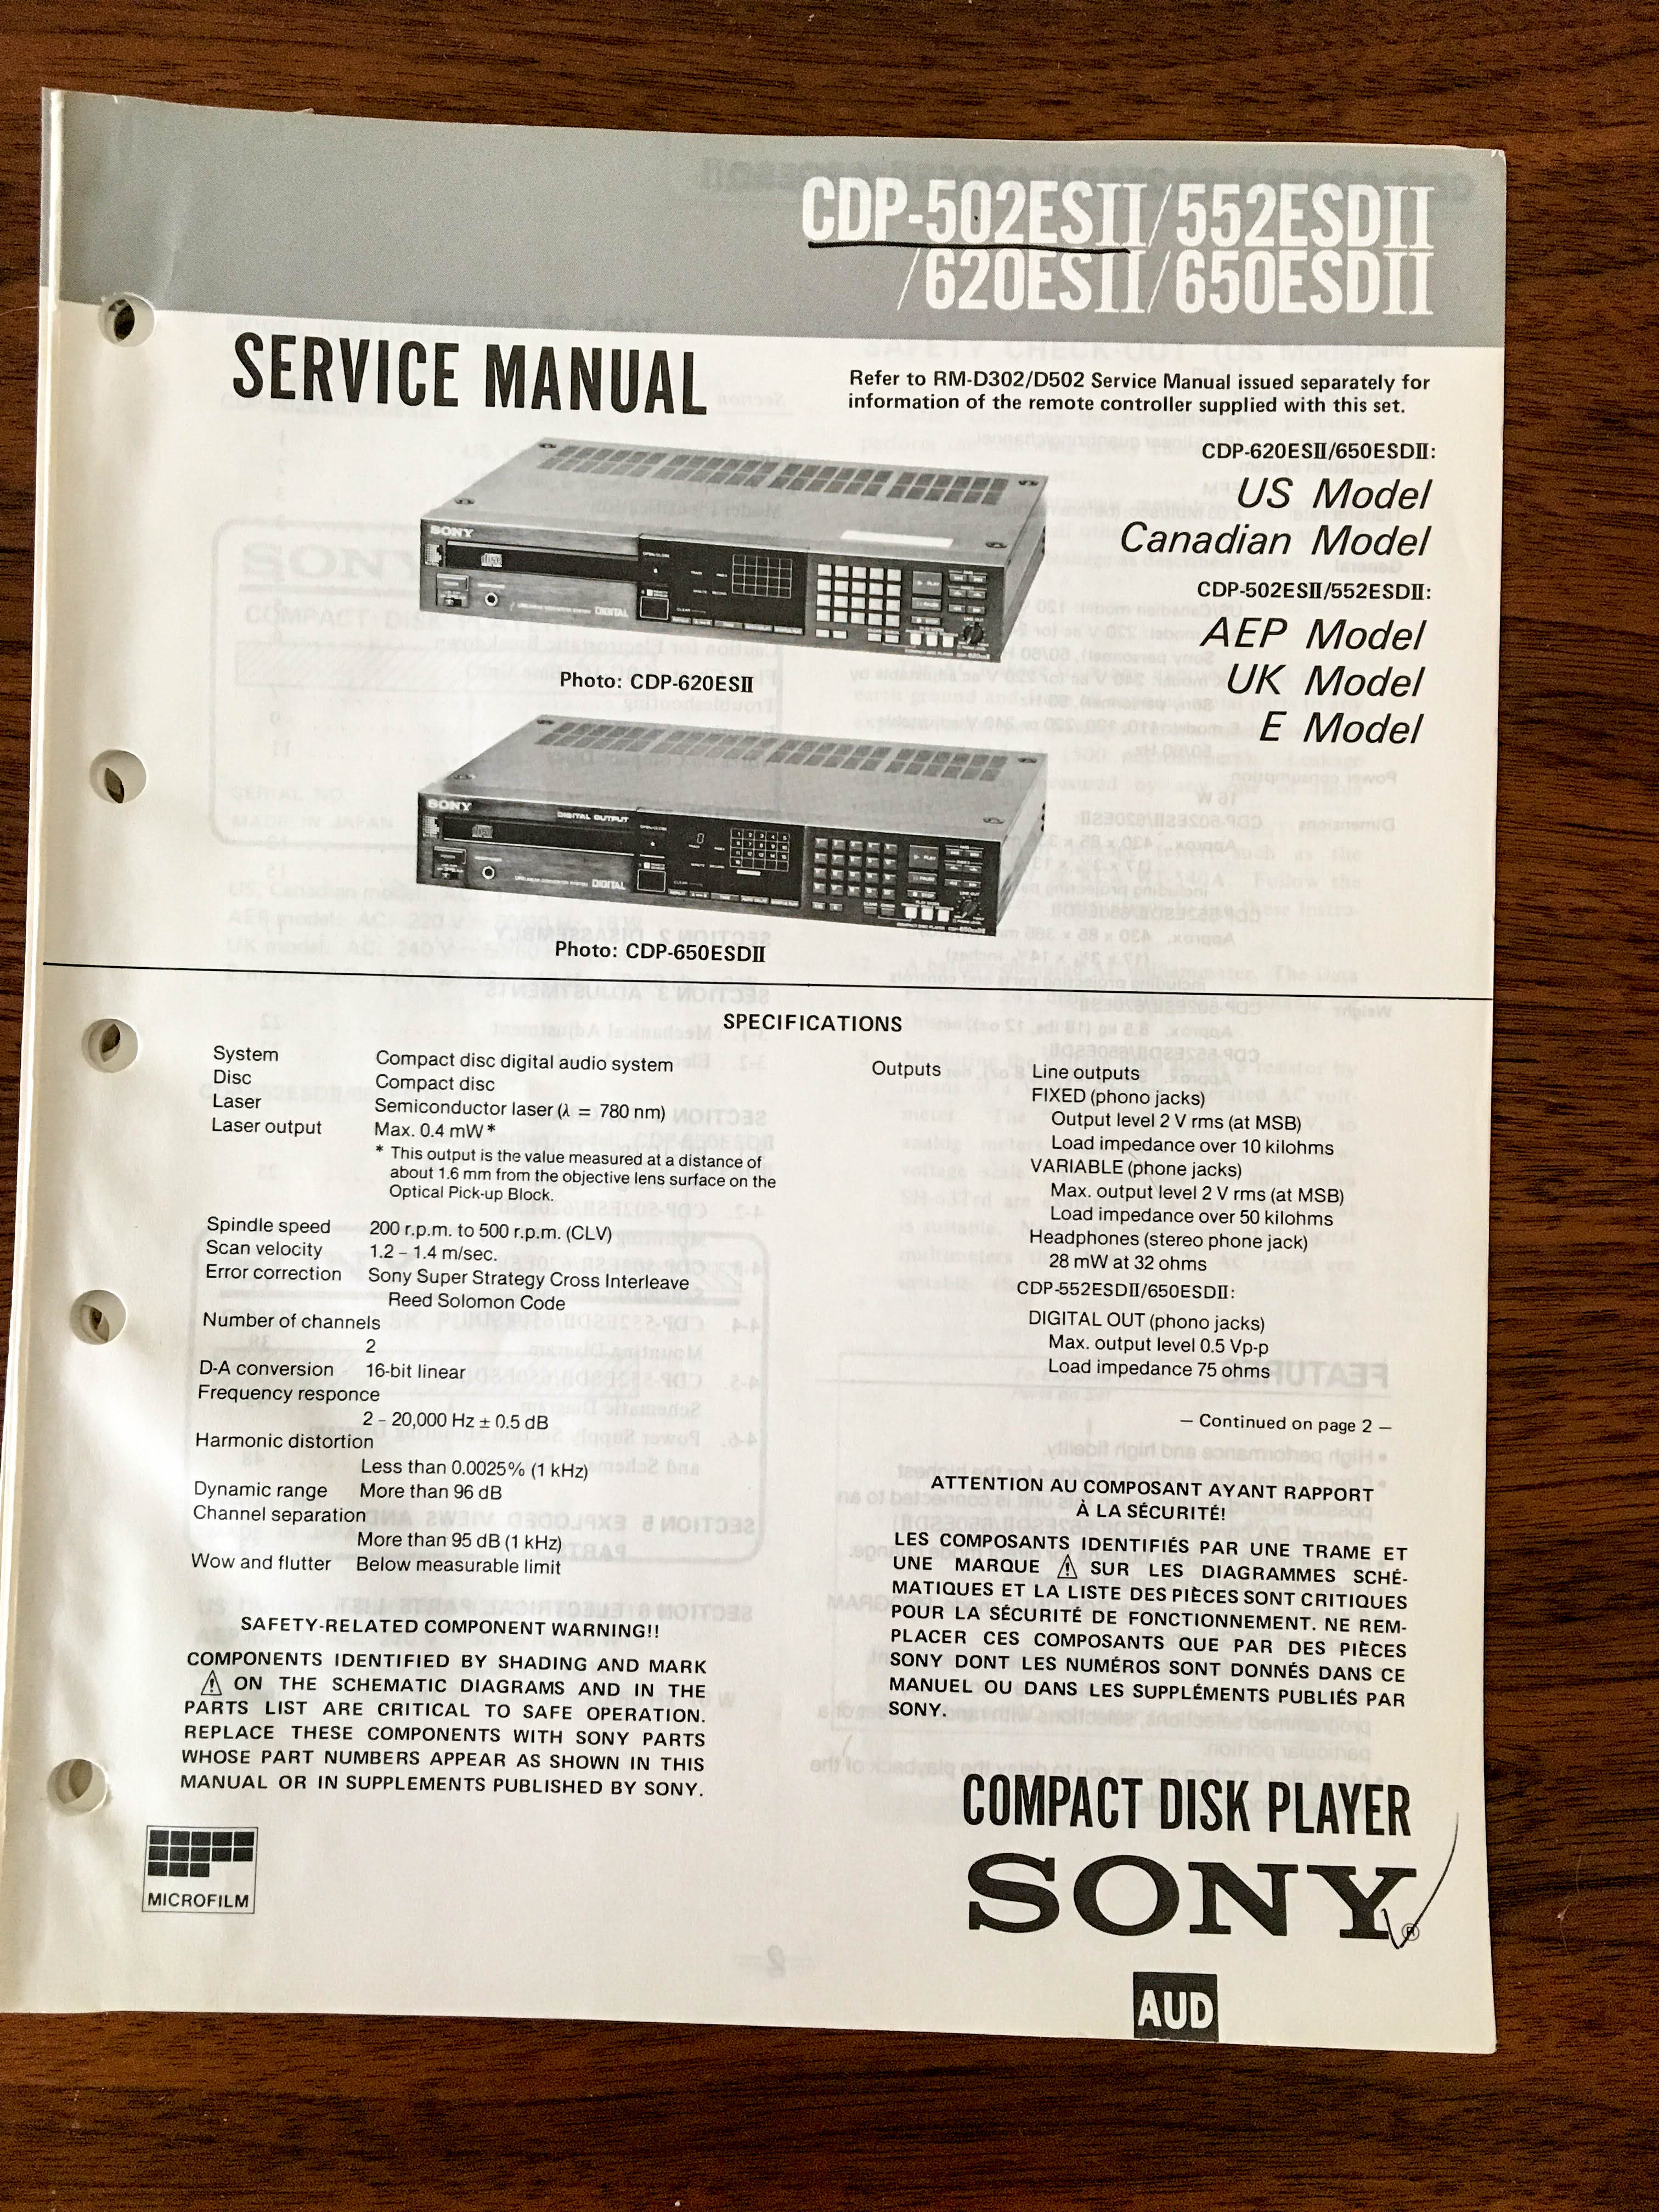 CDP-502ESII/552ESDII
/620ESII/650ESDII
SERVICE MANUAL
Refer to RM-D302/D502 Service Manual issued separately for
information of the remote controller supplied with this set.
CDP-620ESII/650ESDII:
US Model
Canadian Model
CDP-502ESII/552ESDII:
AEP Model
UK Model
E Model
SONY
DIGITAL
Photo: CDP-620ESII
SONY
DIGITAL OUTPUT
DIGITAL
Photo: CDP-650ESDII
SPECIFICATIONS
System Compact disc digital audio system
Disc Compact disc
Laser Semiconductor laser (λ = 780 nm)
Laser output Max. 0.4 mW*
* This output is the value measured at a distance of
about 1.6 mm from the objective lens surface on the
Optical Pick-up Block.
Spindle speed 200 r.p.m. to 500 r.p.m. (CLV)
Scan velocity 1.2 – 1.4 m/sec.
Error correction Sony Super Strategy Cross Interleave
Reed Solomon Code
Number of channels
2
D-A conversion 16-bit linear
Frequency responce
2 – 20,000 Hz ± 0.5 dB
Harmonic distortion
Less than 0.0025% (1 kHz)
Dynamic range More than 96 dB
Channel separation
More than 95 dB (1 kHz)
Wow and flutter Below measurable limit
SAFETY-RELATED COMPONENT WARNING!!
COMPONENTS IDENTIFIED BY SHADING AND MARK
⚠ ON THE SCHEMATIC DIAGRAMS AND IN THE
PARTS LIST ARE CRITICAL TO SAFE OPERATION.
REPLACE THESE COMPONENTS WITH SONY PARTS
WHOSE PART NUMBERS APPEAR AS SHOWN IN THIS
MANUAL OR IN SUPPLEMENTS PUBLISHED BY SONY.
MICROFILM
Outputs Line outputs
FIXED (phono jacks)
Output level 2 V rms (at MSB)
Load impedance over 10 kilohms
VARIABLE (phone jacks)
Max. output level 2 V rms (at MSB)
Load impedance over 50 kilohms
Headphones (stereo phone jack)
28 mW at 32 ohms
CDP-552ESDII/650ESDII:
DIGITAL OUT (phono jacks)
Max. output level 0.5 Vp-p
Load impedance 75 ohms
— Continued on page 2 —
ATTENTION AU COMPOSANT AYANT RAPPORT
À LA SÉCURITÉ!
LES COMPOSANTS IDENTIFIÉS PAR UNE TRAME ET
UNE MARQUE ⚠ SUR LES DIAGRAMMES SCHÉ-
MATIQUES ET LA LISTE DES PIÈCES SONT CRITIQUES
POUR LA SÉCURITÉ DE FONCTIONNEMENT. NE REM-
PLACER CES COMPOSANTS QUE PAR DES PIÈCES
SONY DONT LES NUMÉROS SONT DONNÉS DANS CE
MANUEL OU DANS LES SUPPLÉMENTS PUBLIÉS PAR
SONY.
COMPACT DISK PLAYER
SONY®
AUD